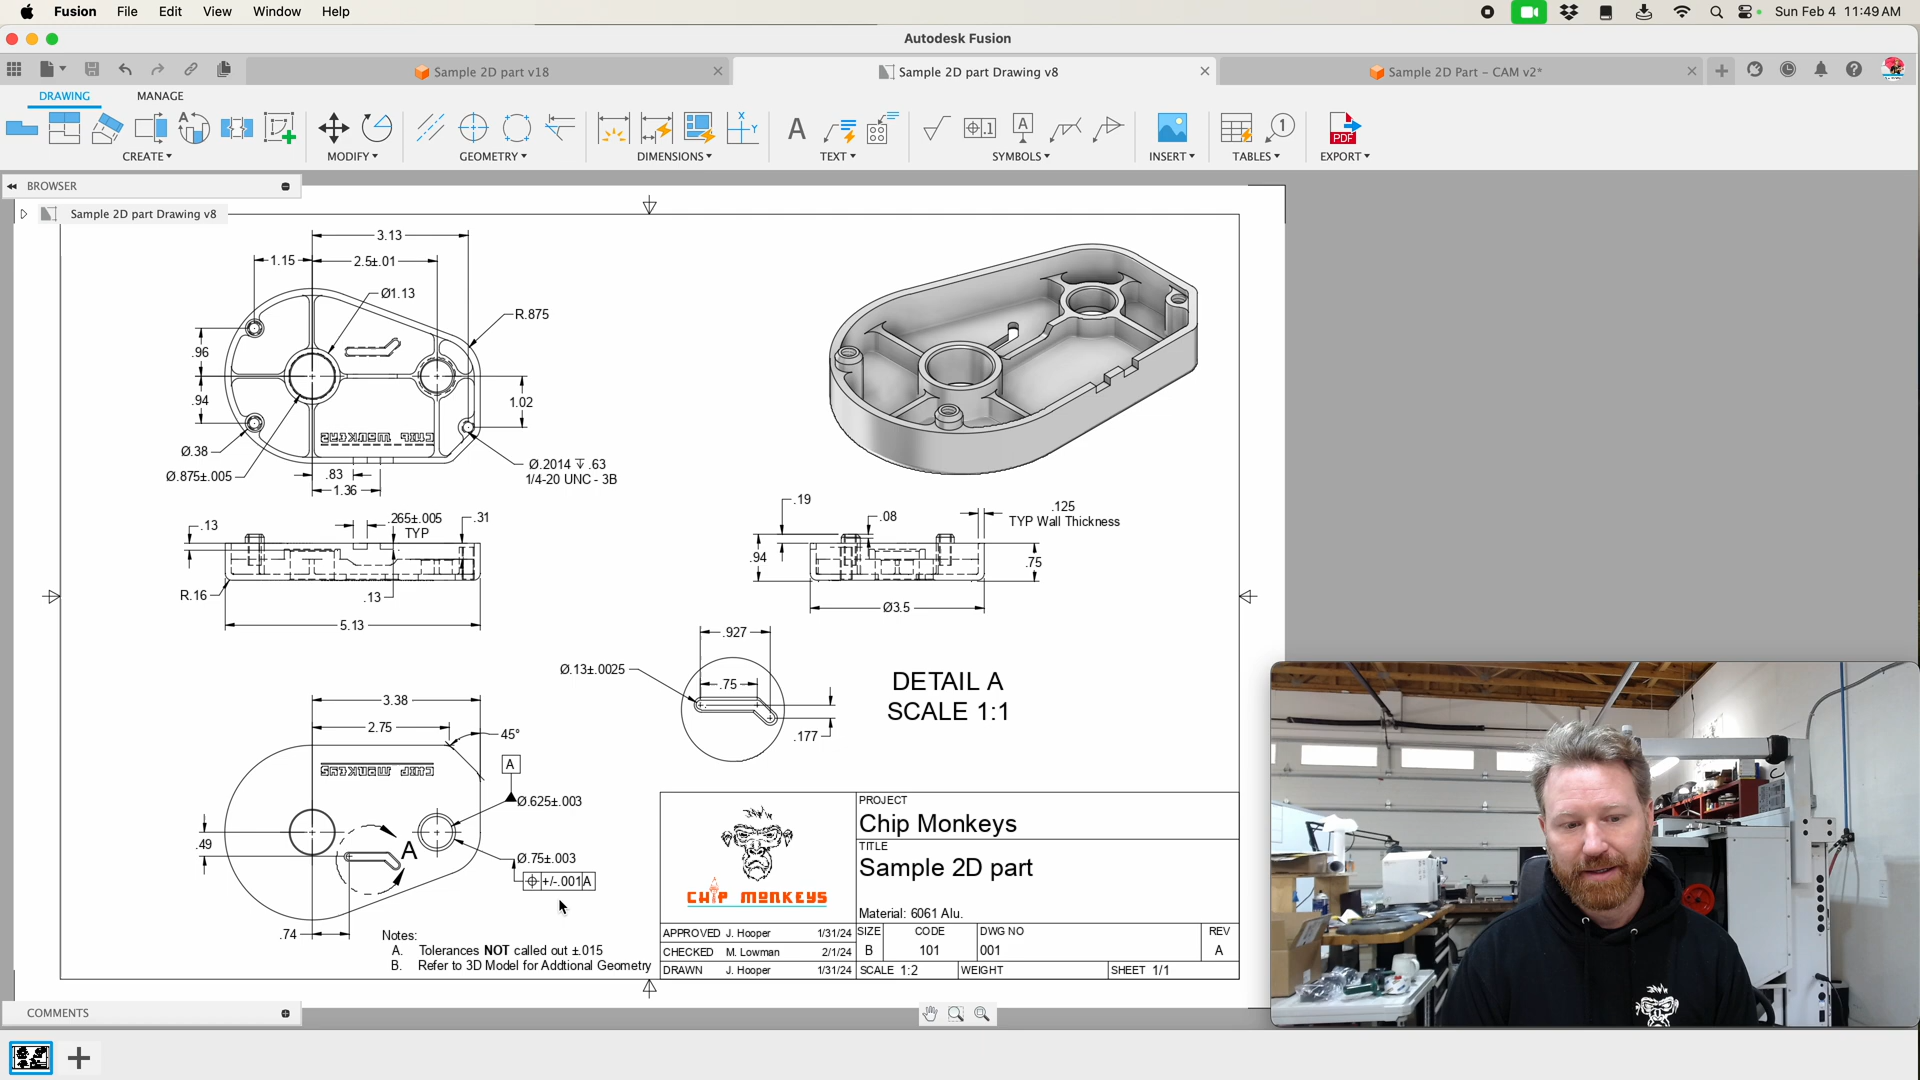 Fusion File Edit View Window Help
Sun Feb 4 11:49 AM
Autodesk Fusion
Sample 2D part v18
Sample 2D part Drawing v8
Sample 2D Part - CAM v2*
DRAWING MANAGE
CREATE MODIFY GEOMETRY DIMENSIONS TEXT SYMBOLS INSERT TABLES EXPORT
BROWSER
Sample 2D part Drawing v8
3.13
1.15
2.5±.01
Ø1.13
R.875
.96
.94
1.02
Ø.38
Ø.875±.005
.83
1.36
Ø.2014 ↧ .63
1/4-20 UNC - 3B
.13
.265±.005
TYP
.31
R.16
.13
5.13
.19
.08
.125
TYP Wall Thickness
.94
.75
Ø3.5
.927
Ø.13±.0025
.75
.177
DETAIL A
SCALE 1:1
3.38
2.75
45°
A
Ø.625±.003
.49
A
Ø.75±.003
⌖ +/-.001 A
.74
Notes:
A. Tolerances NOT called out ±.015
B. Refer to 3D Model for Addtional Geometry
CHIP MONKEYS
PROJECT
Chip Monkeys
TITLE
Sample 2D part
Material: 6061 Alu.
APPROVED J. Hooper 1/31/24
CHECKED M. Lowman 2/1/24
DRAWN J. Hooper 1/31/24
SIZE CODE DWG NO REV
B 101 001 A
SCALE 1:2 WEIGHT SHEET 1/1
COMMENTS